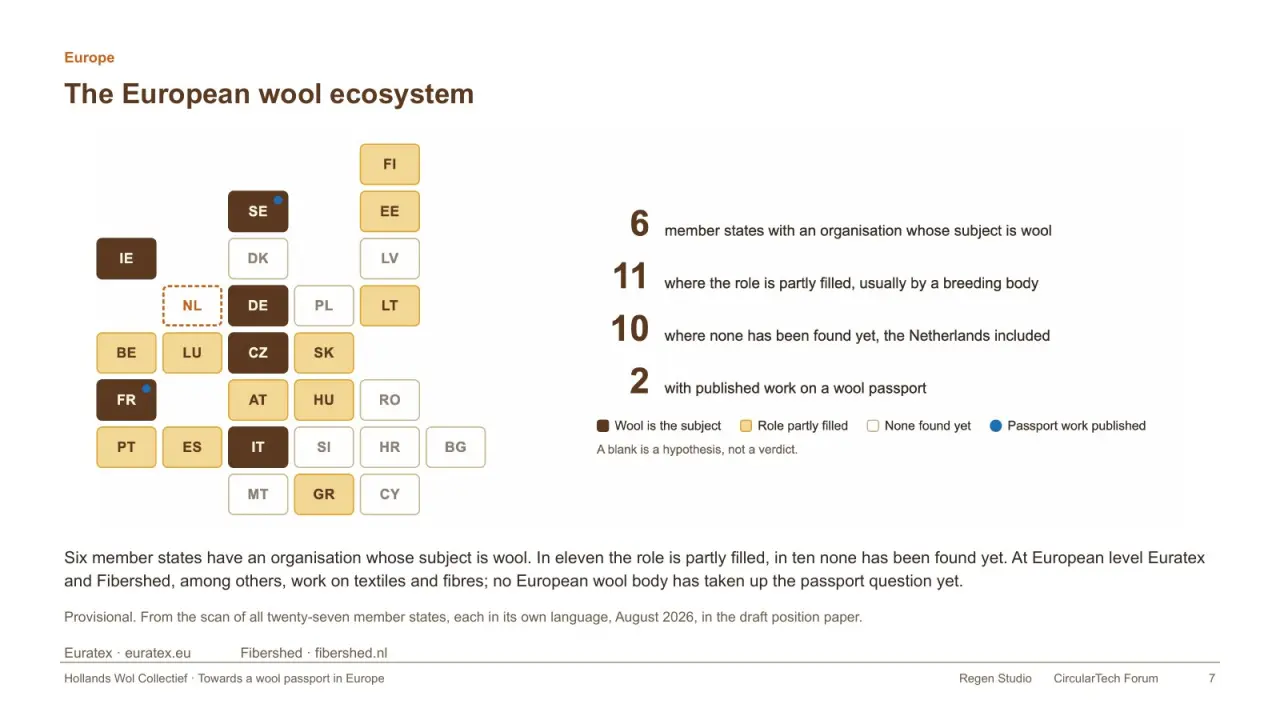 Europe
The European wool ecosystem
FI
SE
EE
IE
DK
LV
NL
DE
PL
LT
BE
LU
CZ
SK
FR
AT
HU
RO
PT
ES
IT
SI
HR
BG
MT
GR
CY
6 member states with an organisation whose subject is wool
11 where the role is partly filled, usually by a breeding body
10 where none has been found yet, the Netherlands included
2 with published work on a wool passport
Wool is the subject
Role partly filled
None found yet
Passport work published
A blank is a hypothesis, not a verdict.
Six member states have an organisation whose subject is wool. In eleven the role is partly filled, in ten none has been found yet. At European level Euratex
and Fibershed, among others, work on textiles and fibres; no European wool body has taken up the passport question yet.
Provisional. From the scan of all twenty-seven member states, each in its own language, August 2026, in the draft position paper.
Euratex · euratex.eu
Fibershed · fibershed.nl
Hollands Wol Collectief · Towards a wool passport in Europe
Regen Studio
CircularTech Forum
7